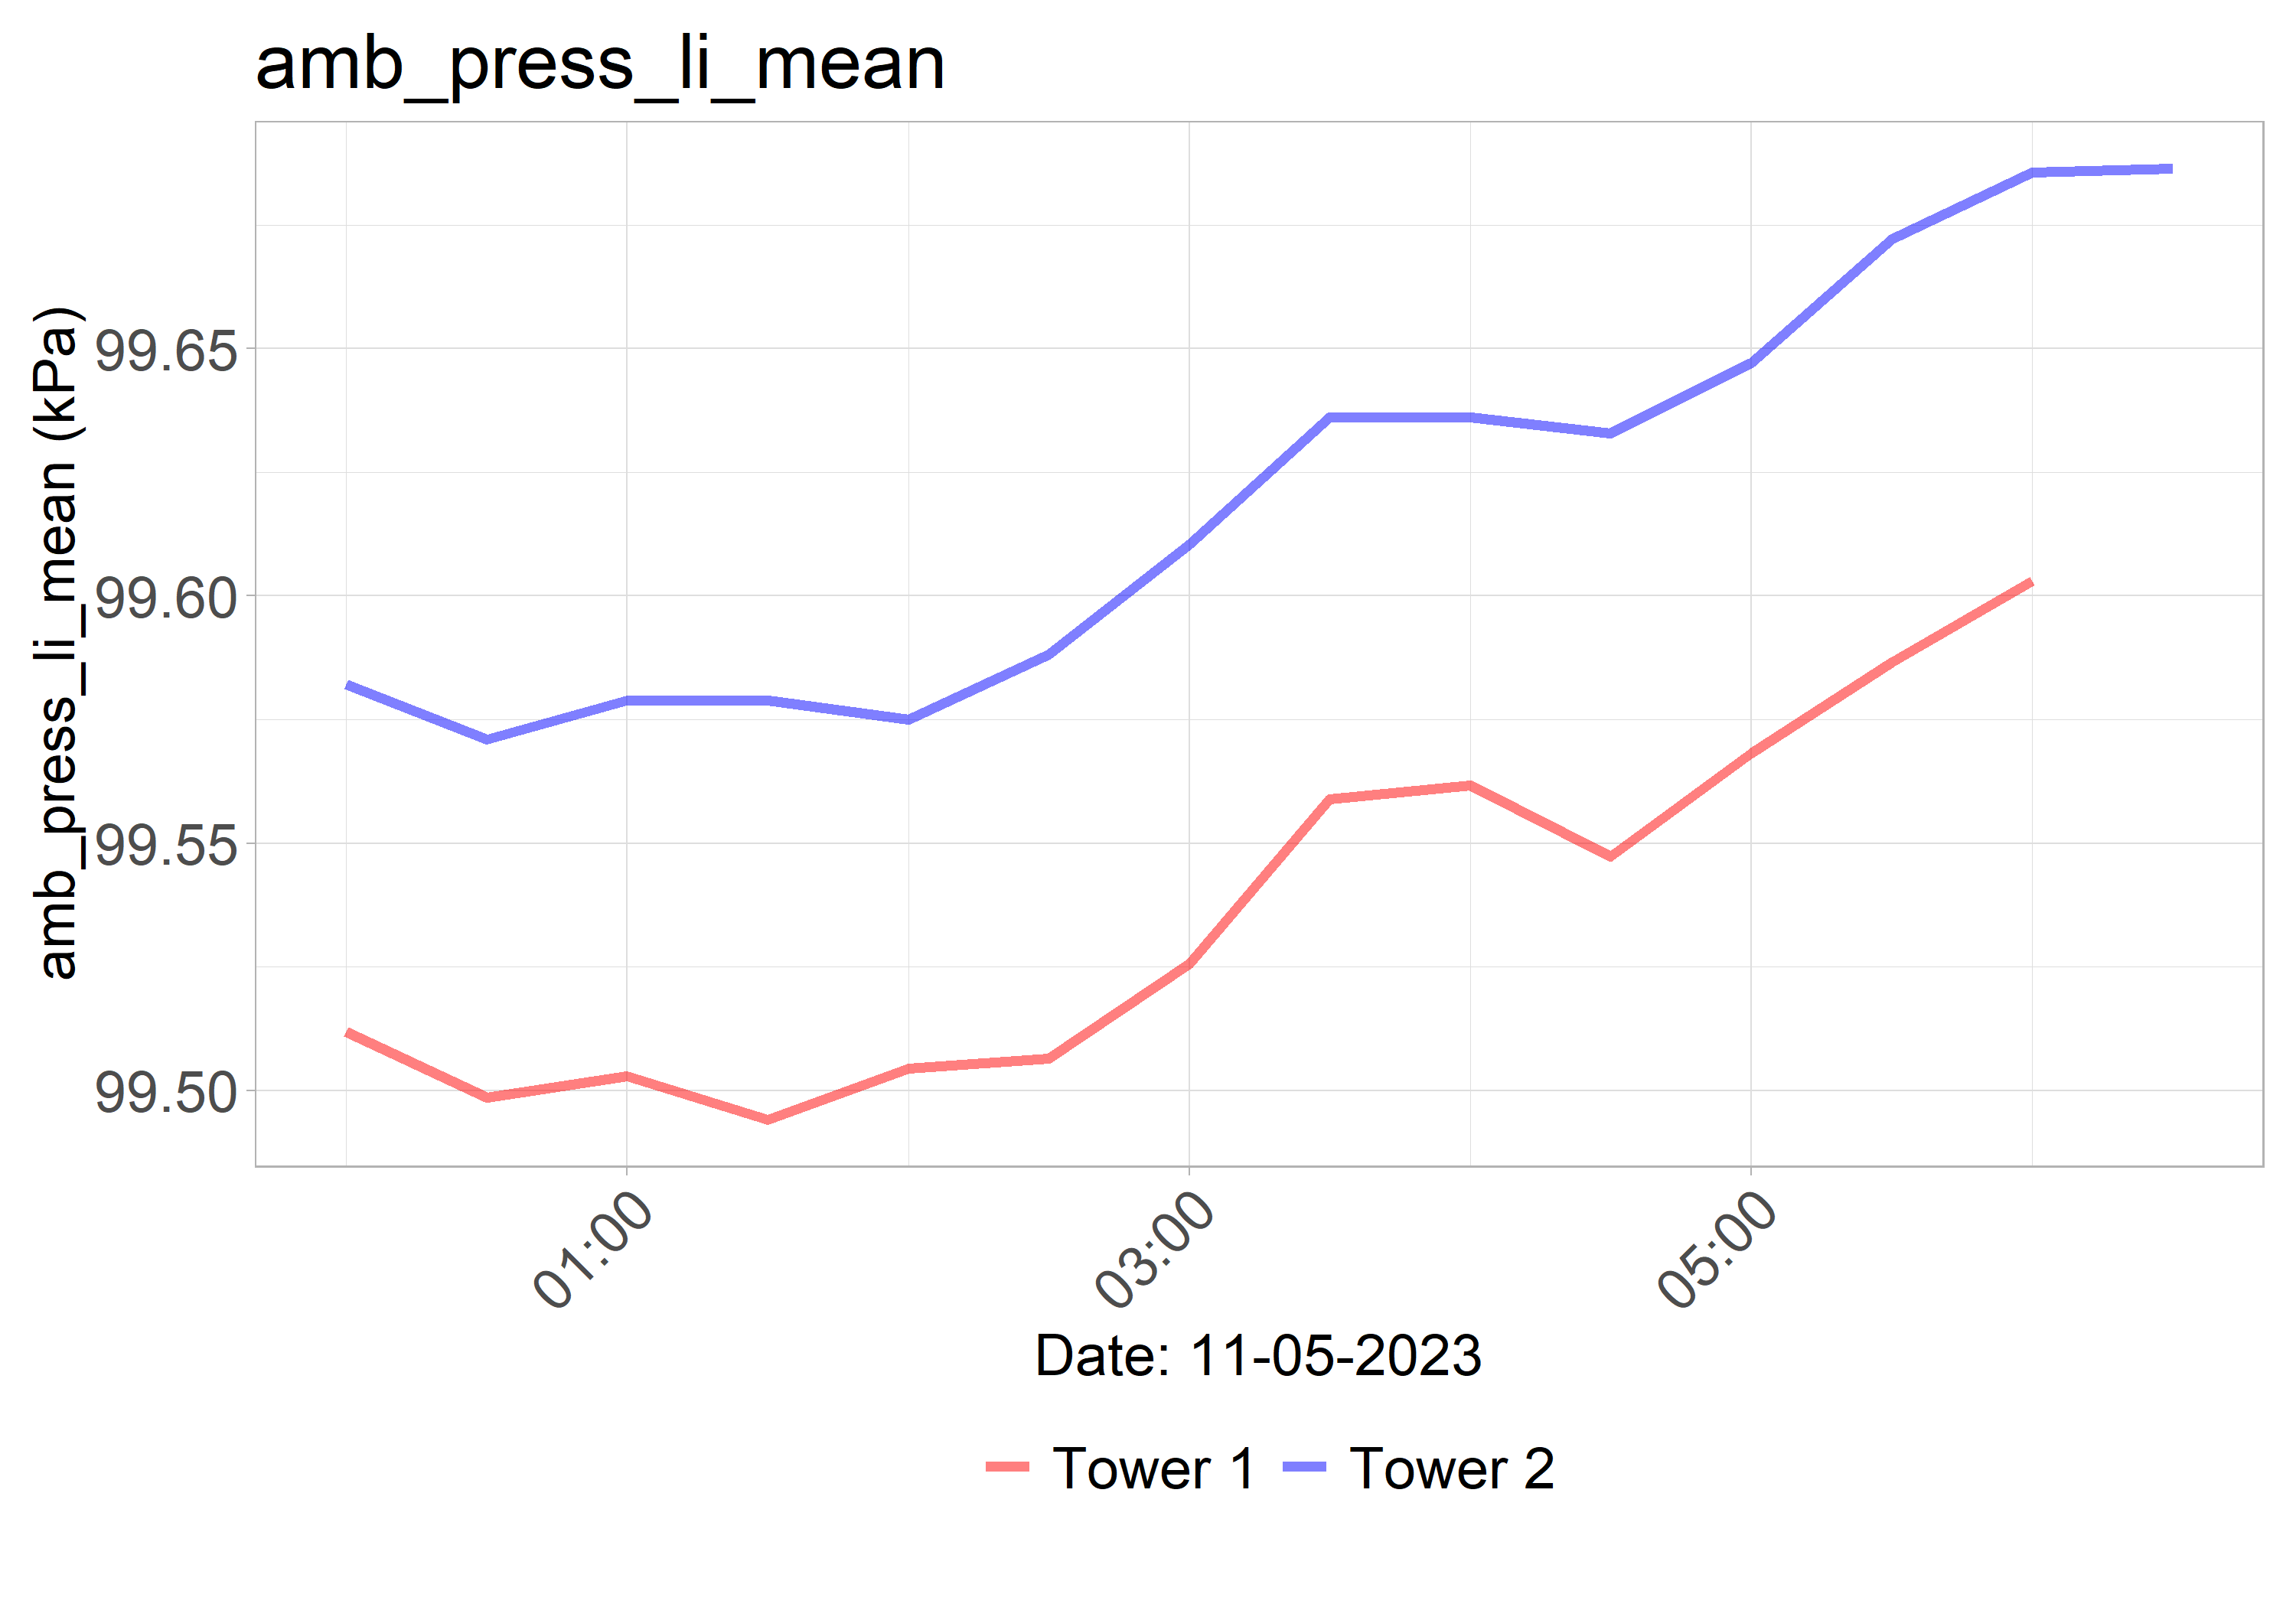 amb_press_li_mean
amb_press_li_mean (kPa)
99.65
99.60
99.55
99.50
01:00
03:00
05:00
Date: 11-05-2023
Tower 1
Tower 2